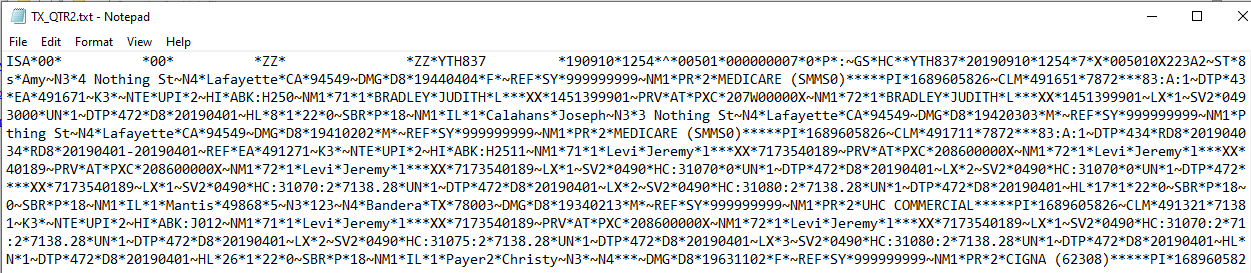 TX_QTR2.txt - Notepad
File Edit Format View Help
ISA*00* *00* *ZZ* *ZZ*YTH837 *190910*1254*^*00501*000000007*0*P*:~GS*HC**YTH837*20190910*1254*7*X*005010X223A2~ST*8
s*Amy~N3*4 Nothing St~N4*Lafayette*CA*94549~DMG*D8*19440404*F*~REF*SY*999999999~NM1*PR*2*MEDICARE (SMMS0)*****PI*1689605826~CLM*491651*7872***83:A:1~DTP*43
*EA*491671~K3*~NTE*UPI*2~HI*ABK:H250~NM1*71*1*BRADLEY*JUDITH*L***XX*1451399901~PRV*AT*PXC*207W00000X~NM1*72*1*BRADLEY*JUDITH*L***XX*1451399901~LX*1~SV2*049
3000*UN*1~DTP*472*D8*20190401~HL*8*1*22*0~SBR*P*18~NM1*IL*1*Calahans*Joseph~N3*3 Nothing St~N4*Lafayette*CA*94549~DMG*D8*19420303*M*~REF*SY*999999999~NM1*P
thing St~N4*Lafayette*CA*94549~DMG*D8*19410202*M*~REF*SY*999999999~NM1*PR*2*MEDICARE (SMMS0)*****PI*1689605826~CLM*491711*7872***83:A:1~DTP*434*RD8*2019040
34*RD8*20190401-20190401~REF*EA*491271~K3*~NTE*UPI*2~HI*ABK:H2511~NM1*71*1*Levi*Jeremy*l***XX*7173540189~PRV*AT*PXC*208600000X~NM1*72*1*Levi*Jeremy*l***XX*
40189~PRV*AT*PXC*208600000X~NM1*72*1*Levi*Jeremy*l***XX*7173540189~LX*1~SV2*0490*HC:31070*0*UN*1~DTP*472*D8*20190401~LX*2~SV2*0490*HC:31070*0*UN*1~DTP*472*
***XX*7173540189~LX*1~SV2*0490*HC:31070:2*7138.28*UN*1~DTP*472*D8*20190401~LX*2~SV2*0490*HC:31080:2*7138.28*UN*1~DTP*472*D8*20190401~HL*17*1*22*0~SBR*P*18~
0~SBR*P*18~NM1*IL*1*Mantis*49868*5~N3*123~N4*Bandera*TX*78003~DMG*D8*19340213*M*~REF*SY*999999999~NM1*PR*2*UHC COMMERCIAL*****PI*1689605826~CLM*491321*7138
1~K3*~NTE*UPI*2~HI*ABK:J012~NM1*71*1*Levi*Jeremy*l***XX*7173540189~PRV*AT*PXC*208600000X~NM1*72*1*Levi*Jeremy*l***XX*7173540189~LX*1~SV2*0490*HC:31070:2*71
:2*7138.28*UN*1~DTP*472*D8*20190401~LX*2~SV2*0490*HC:31075:2*7138.28*UN*1~DTP*472*D8*20190401~LX*3~SV2*0490*HC:31080:2*7138.28*UN*1~DTP*472*D8*20190401~HL*
N*1~DTP*472*D8*20190401~HL*26*1*22*0~SBR*P*18~NM1*IL*1*Payer2*Christy~N3*~N4***~DMG*D8*19631102*F*~REF*SY*999999999~NM1*PR*2*CIGNA (62308)*****PI*168960582